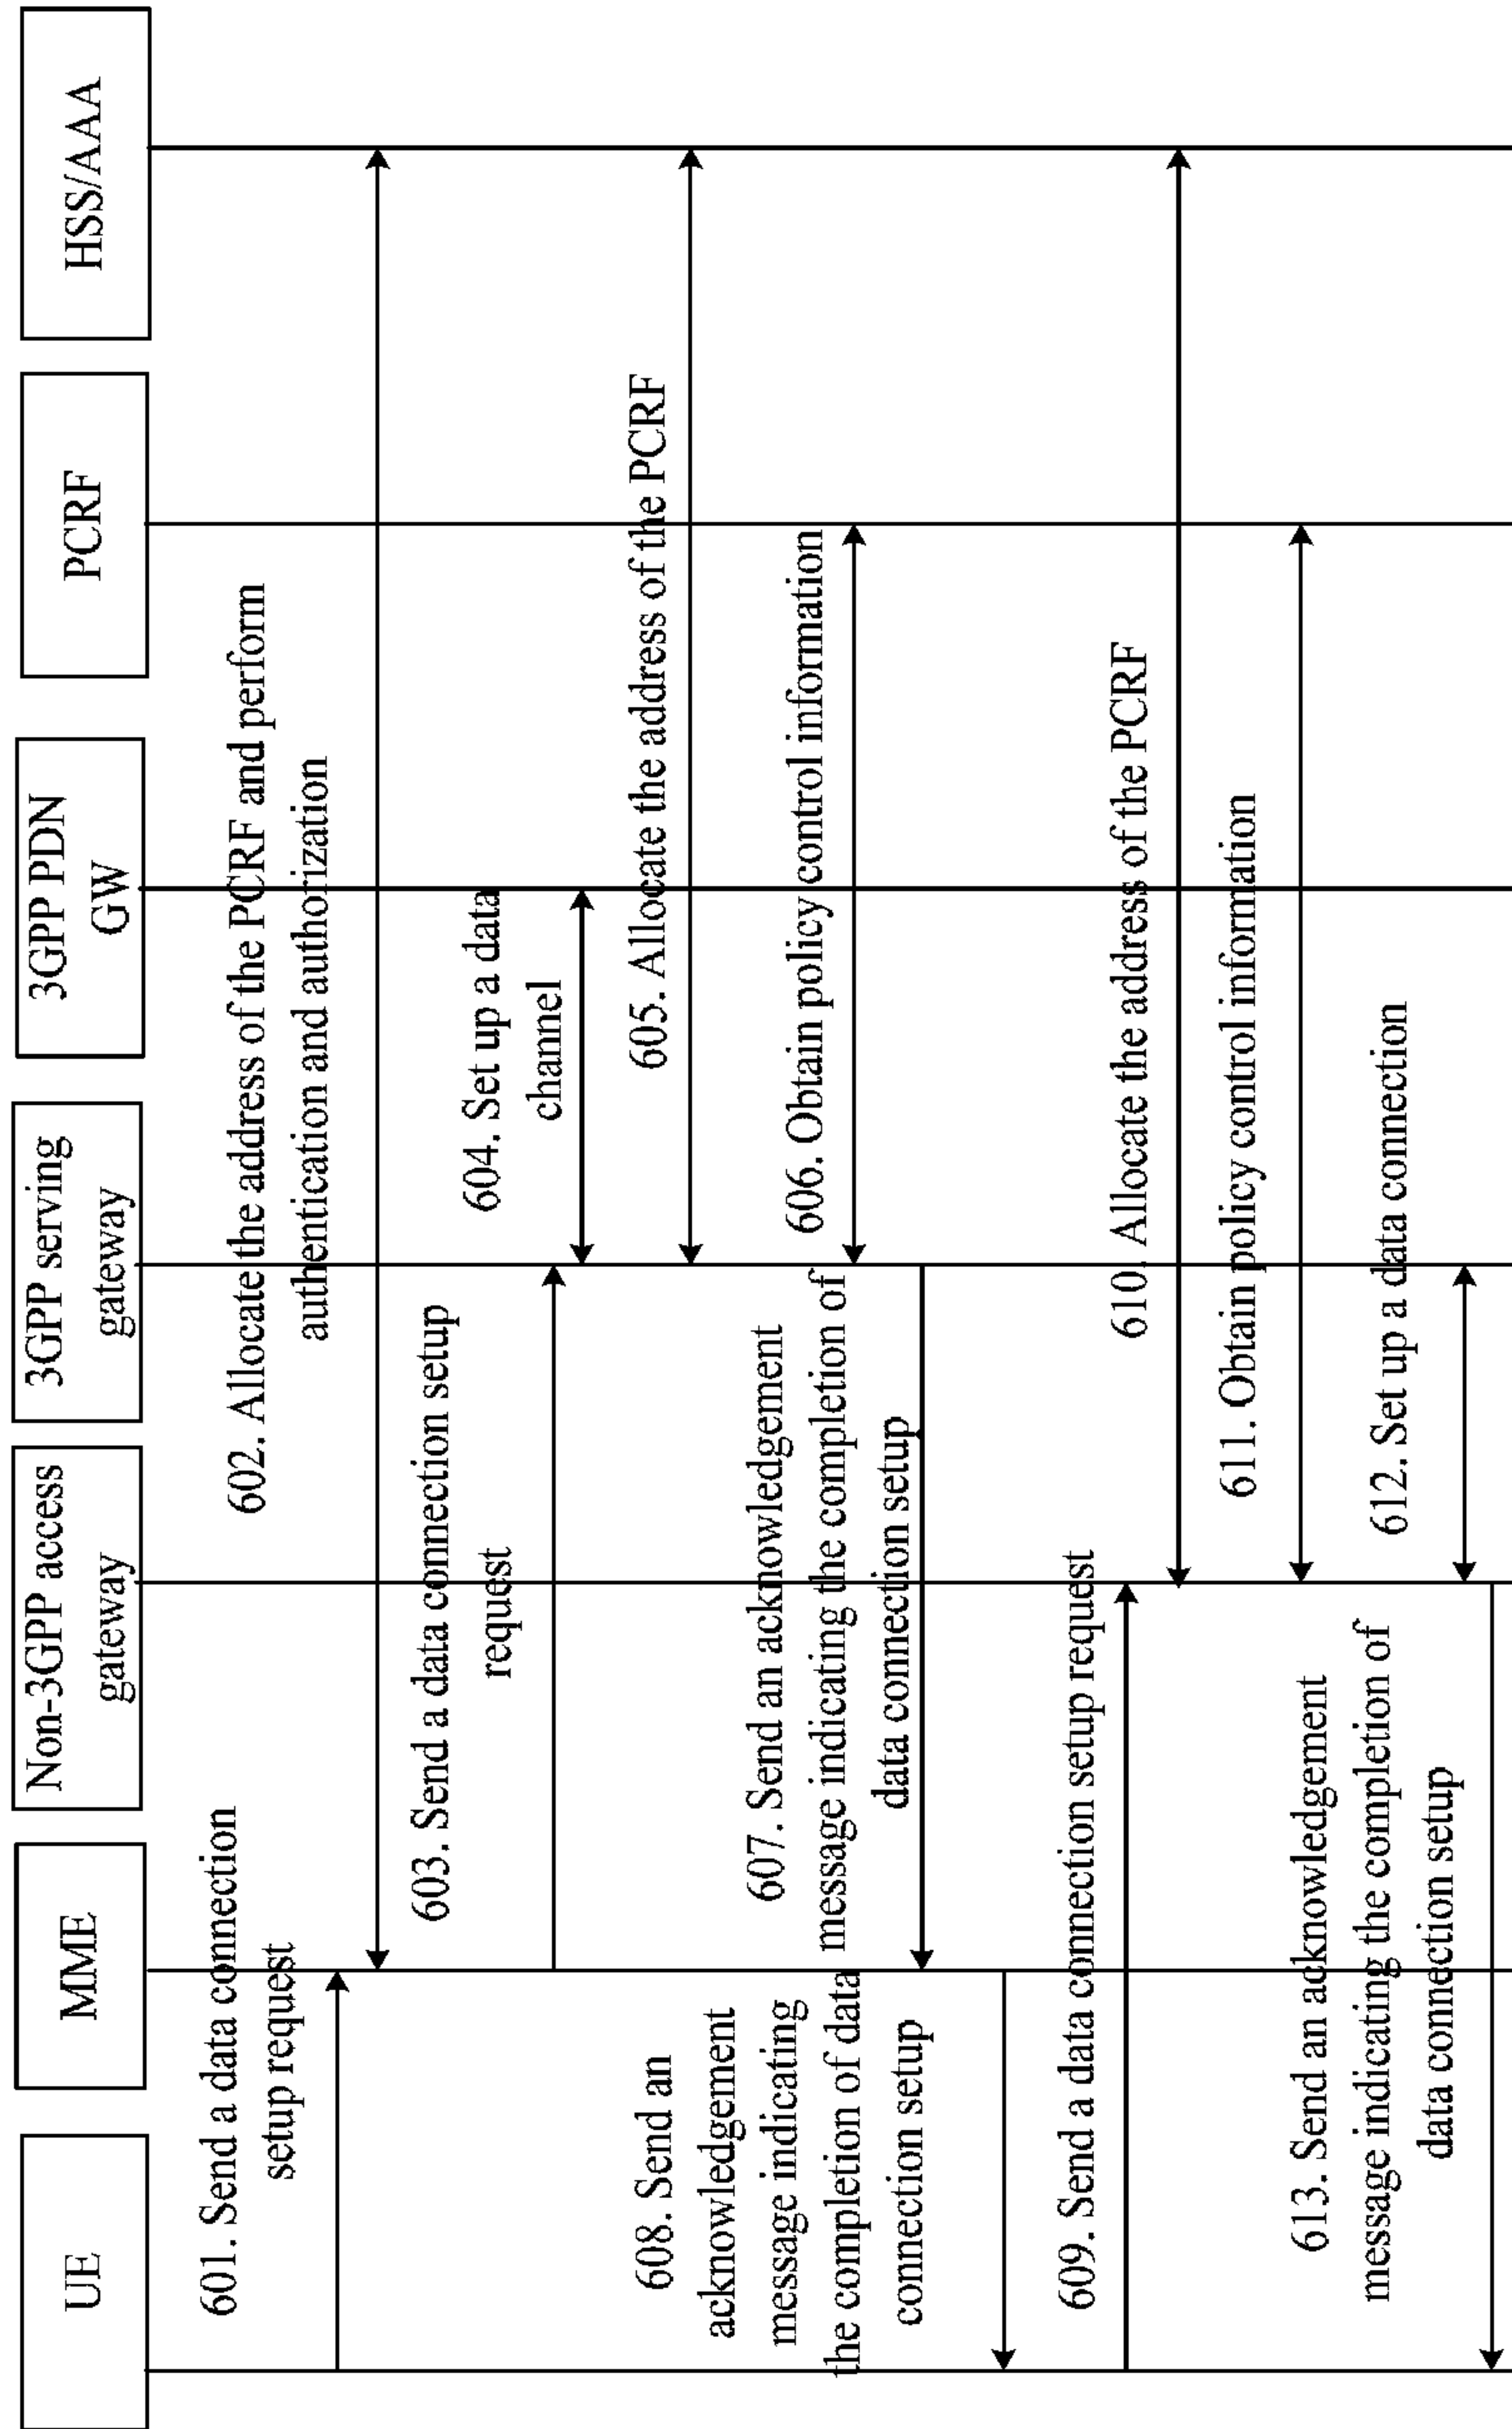 UE
MME
Non-3GPP access
gateway
3GPP serving
gateway
3GPP PDN
GW
PCRF
HSS/AAA
601. Send a data connection
setup request
602. Allocate the address of the PCRF and perform
authentication and authorization
603. Send a data connection setup
request
604. Set up a data
channel
605. Allocate the address of the PCRF
606. Obtain policy control information
607. Send an acknowledgement
message indicating the completion of
data connection setup
608. Send an
acknowledgement
message indicating
the completion of data
connection setup
609. Send a data connection setup request
610. Allocate the address of the PCRF
611. Obtain policy control information
612. Set up a data connection
613. Send an acknowledgement
message indicating the completion of
data connection setup